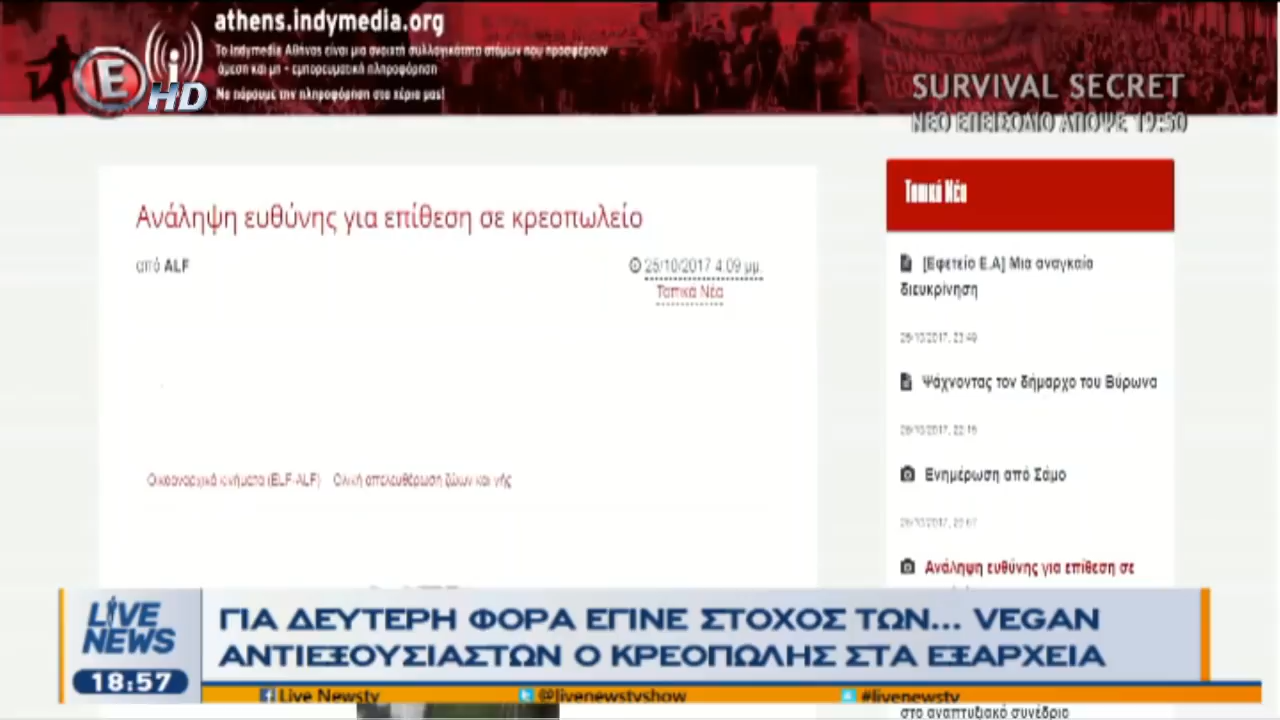 athens.indymedia.org
Το Indymedia Αθήνας είναι μια ανοιχτή συλλογικότητα ατόμων που προσφέρουν
άμεση και μη - εμπορευματική πληροφόρηση
Να πάρουμε την πληροφόρηση στα χέρια μας!
E
HD
SURVIVAL SECRET
ΝΕΟ ΕΠΕΙΣΟΔΙΟ ΑΠΟΨΕ 19:50
Ανάληψη ευθύνης για επίθεση σε κρεοπωλείο
από ALF
25/10/2017 4:09 μμ.
Τοπικά Νέα
Οικοαναρχικά κινήματα (ELF-ALF) Ολική απελευθέρωση ζώων και γής
Τοπικά Νέα
[Εφετείο Ε.Α] Μια αναγκαία
διευκρίνηση
Ψάχνοντας τον δήμαρχο του Βύρωνα
Ενημέρωση από Σάμο
Ανάληψη ευθύνης για επίθεση σε
LIVE
NEWS
18:57
ΓΙΑ ΔΕΥΤΕΡΗ ΦΟΡΑ ΕΓΙΝΕ ΣΤΟΧΟΣ ΤΩΝ... VEGAN
ΑΝΤΙΕΞΟΥΣΙΑΣΤΩΝ Ο ΚΡΕΟΠΩΛΗΣ ΣΤΑ ΕΞΑΡΧΕΙΑ
Live Newstv
@livenewstvshow
#livenewstv
στο αναπτυξιακό συνέδριο